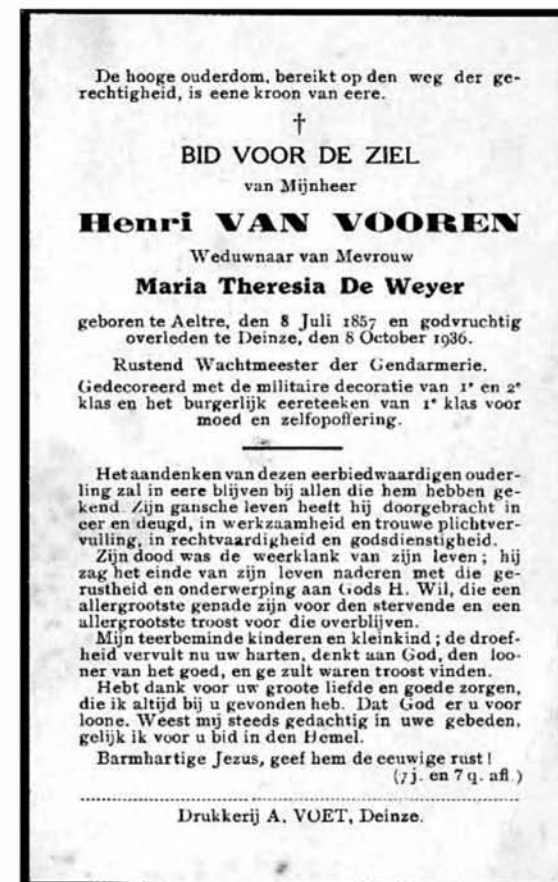 De hooge ouderdom, bereikt op den weg der ge-
rechtigheid, is eene kroon van eere.
†
BID VOOR DE ZIEL
van Mijnheer
Henri VAN VOOREN
Weduwnaar van Mevrouw
Maria Theresia De Weyer
geboren te Aeltre, den 8 Juli 1857 en godvruchtig
overleden te Deinze, den 8 October 1936.
Rustend Wachtmeester der Gendarmerie.
Gedecoreerd met de militaire decoratie van 1e en 2e
klas en het burgerlijk eereteeken van 1e klas voor
moed en zelfopoffering.
Het aandenken van dezen eerbiedwaardigen ouder-
ling zal in eere blijven bij allen die hem hebben ge-
kend. Zijn gansche leven heeft hij doorgebracht in
eer en deugd, in werkzaamheid en trouwe plichtver-
vulling, in rechtvaardigheid en godsdienstigheid.
Zijn dood was de weerklank van zijn leven ; hij
zag het einde van zijn leven naderen met die ge-
rustheid en onderwerping aan Gods H. Wil, die een
allergrootste genade zijn voor den stervende en een
allergrootste troost voor die overblijven.
Mijn teerbeminde kinderen en kleinkind ; de droef-
heid vervult nu uw harten, denkt aan God, den loo-
ner van het goed, en ge zult waren troost vinden.
Hebt dank voor uw groote liefde en goede zorgen,
die ik altijd bij u gevonden heb. Dat God er u voor
loone. Weest mij steeds gedachtig in uwe gebeden,
gelijk ik voor u bid in den Hemel.
Barmhartige Jezus, geef hem de eeuwige rust !
(7 j. en 7 q. afl.)
Drukkerij A. VOET, Deinze.